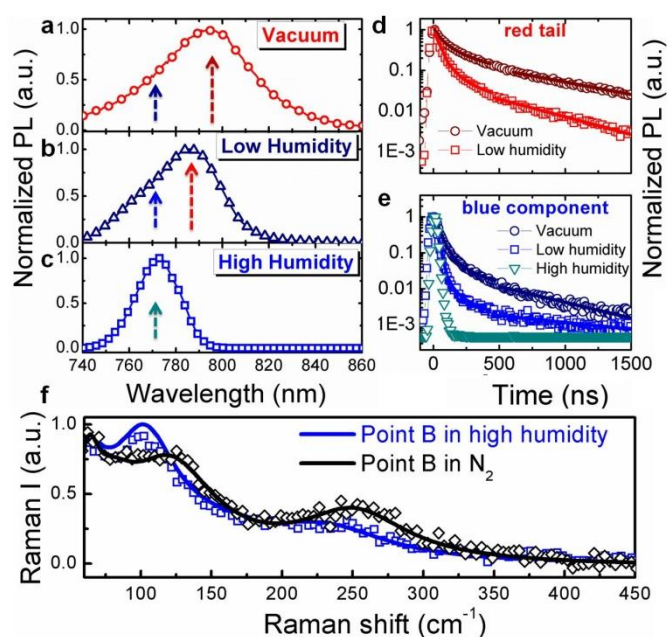 a
Vacuum
b
Low Humidity
c
High Humidity
Normalized PL (a.u.)
1.0
0.5
1.0
0.5
0.0
1.0
0.5
0.0
740 760 780 800 820 840 860
Wavelength (nm)
d
red tail
Vacuum
Low humidity
1
0.1
0.01
1E-3
Normalized PL (a.u.)
e
blue component
Vacuum
Low humidity
High humidity
1
0.1
0.01
1E-3
0 500 1000 1500
Time (ns)
f
Point B in high humidity
Point B in N2
Raman I (a.u.)
1.0
0.5
0.0
100 150 200 250 300 350 400 450
Raman shift (cm-1)